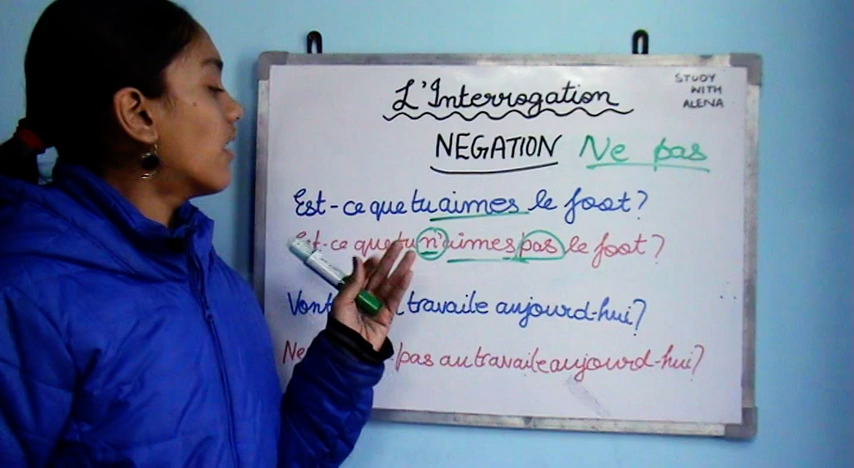 L'Interrogation
STUDY
WITH
ALENA
NEGATION Ne pas
Est-ce que tu aimes le foot?
Est-ce que tu n'aimes pas le foot?
Vont travaile aujourd-hui?
Ne pas au travaile aujourd-hui?